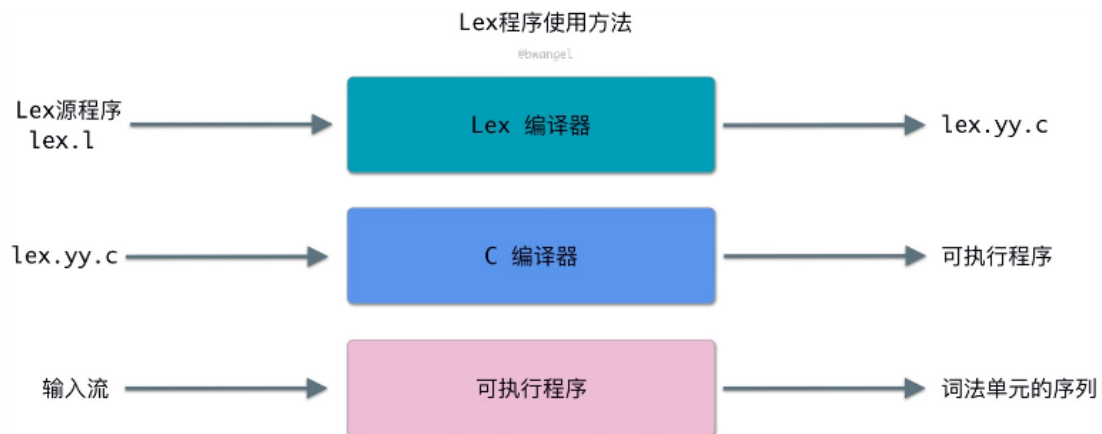 Lex程序使用方法
@bwangel
Lex源程序
lex.l
Lex 编译器
lex.yy.c
lex.yy.c
C 编译器
可执行程序
输入流
可执行程序
词法单元的序列